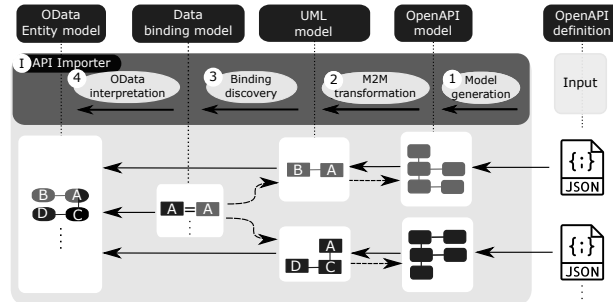 OData
Entity model
Data
binding model
UML
model
OpenAPI
model
OpenAPI
definition
I API Importer
4 OData
interpretation
3 Binding
discovery
2 M2M
transformation
1 Model
generation
Input
B A
D C
A = A
B A
A
D C
{;}
JSON
{;}
JSON